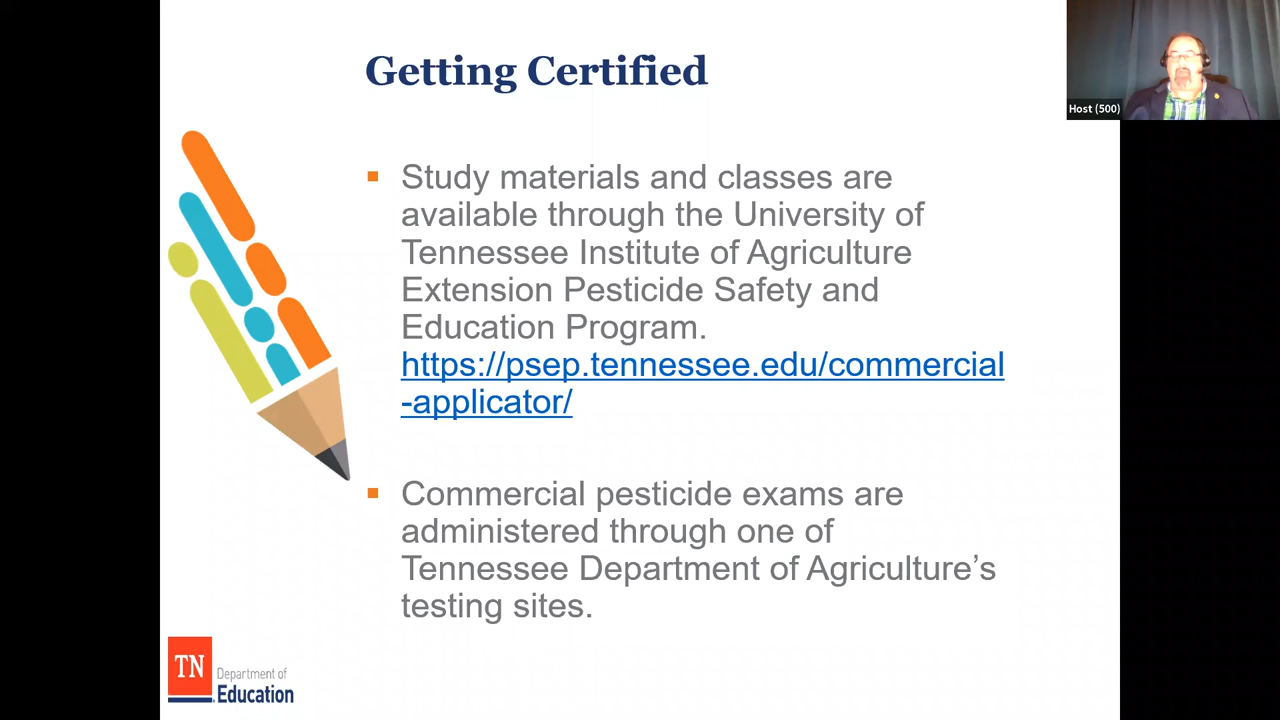 Getting Certified
Host (500)
▪ Study materials and classes are
available through the University of
Tennessee Institute of Agriculture
Extension Pesticide Safety and
Education Program.
https://psep.tennessee.edu/commercial
-applicator/
▪ Commercial pesticide exams are
administered through one of
Tennessee Department of Agriculture’s
testing sites.
TN
Department of
Education